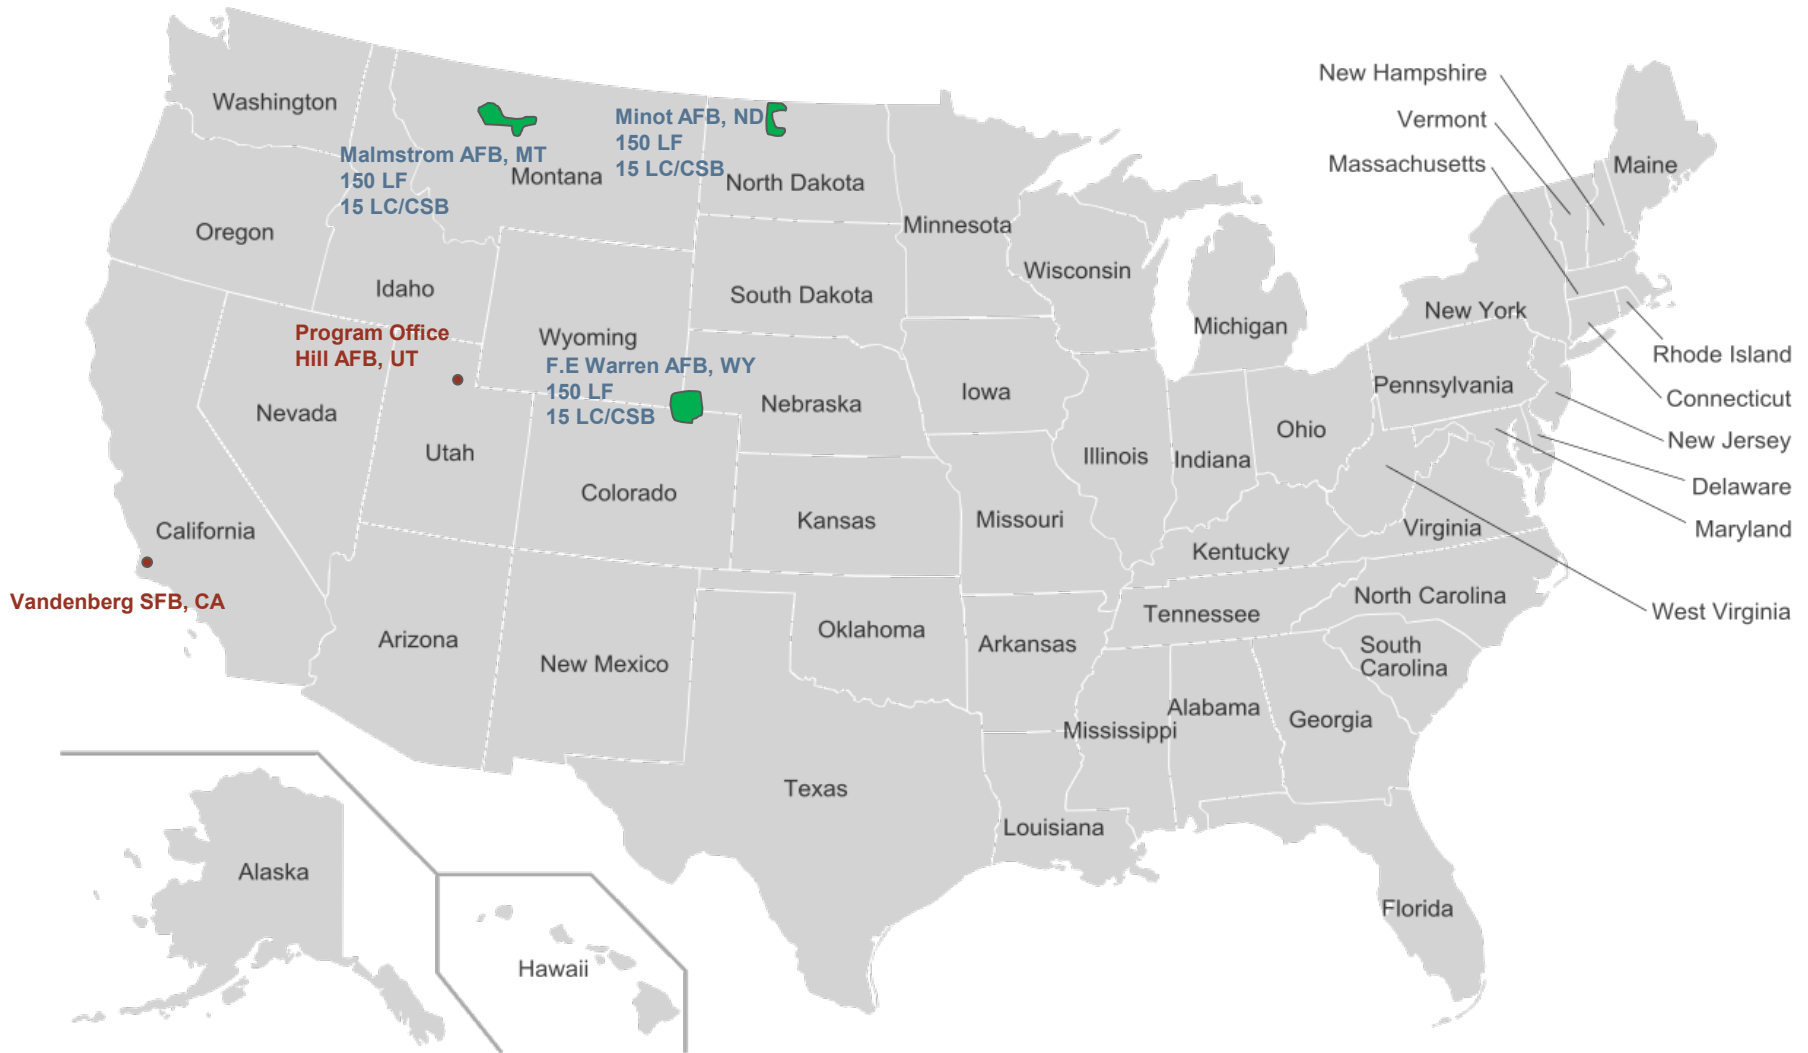 New Hampshire
Washington
Minot AFB, ND
150 LF
15 LC/CSB
Vermont
Malmstrom AFB, MT
150 LF
15 LC/CSB
Massachusetts
Maine
Montana
North Dakota
Oregon
Minnesota
Wisconsin
Idaho
South Dakota
New York
Michigan
Program Office
Hill AFB, UT
Wyoming
Rhode Island
F.E Warren AFB, WY
150 LF
15 LC/CSB
Pennsylvania
Iowa
Connecticut
Nebraska
Nevada
Ohio
New Jersey
Utah
Illinois
Indiana
Delaware
Colorado
Kansas
Missouri
Virginia
Maryland
California
Kentucky
Vandenberg SFB, CA
North Carolina
West Virginia
Tennessee
Oklahoma
Arizona
Arkansas
South
Carolina
New Mexico
Alabama
Georgia
Mississippi
Texas
Louisiana
Alaska
Florida
Hawaii